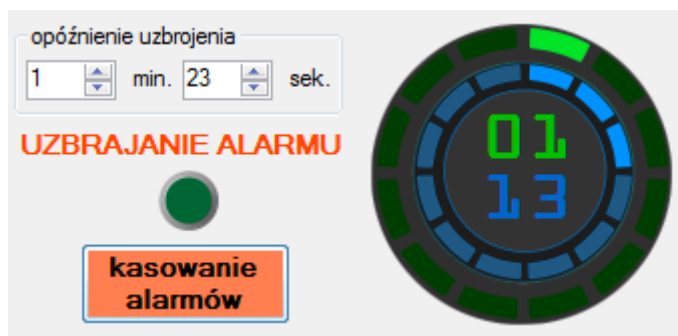 opóźnienie uzbrojenia
1 min. 23 sek.
UZBRAJANIE ALARMU
01
13
kasowanie
alarmów